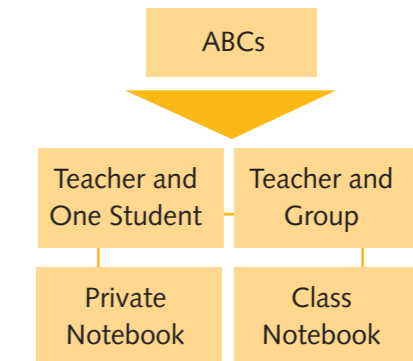 ABCs
Teacher and
One Student
Teacher and
Group
Private
Notebook
Class
Notebook